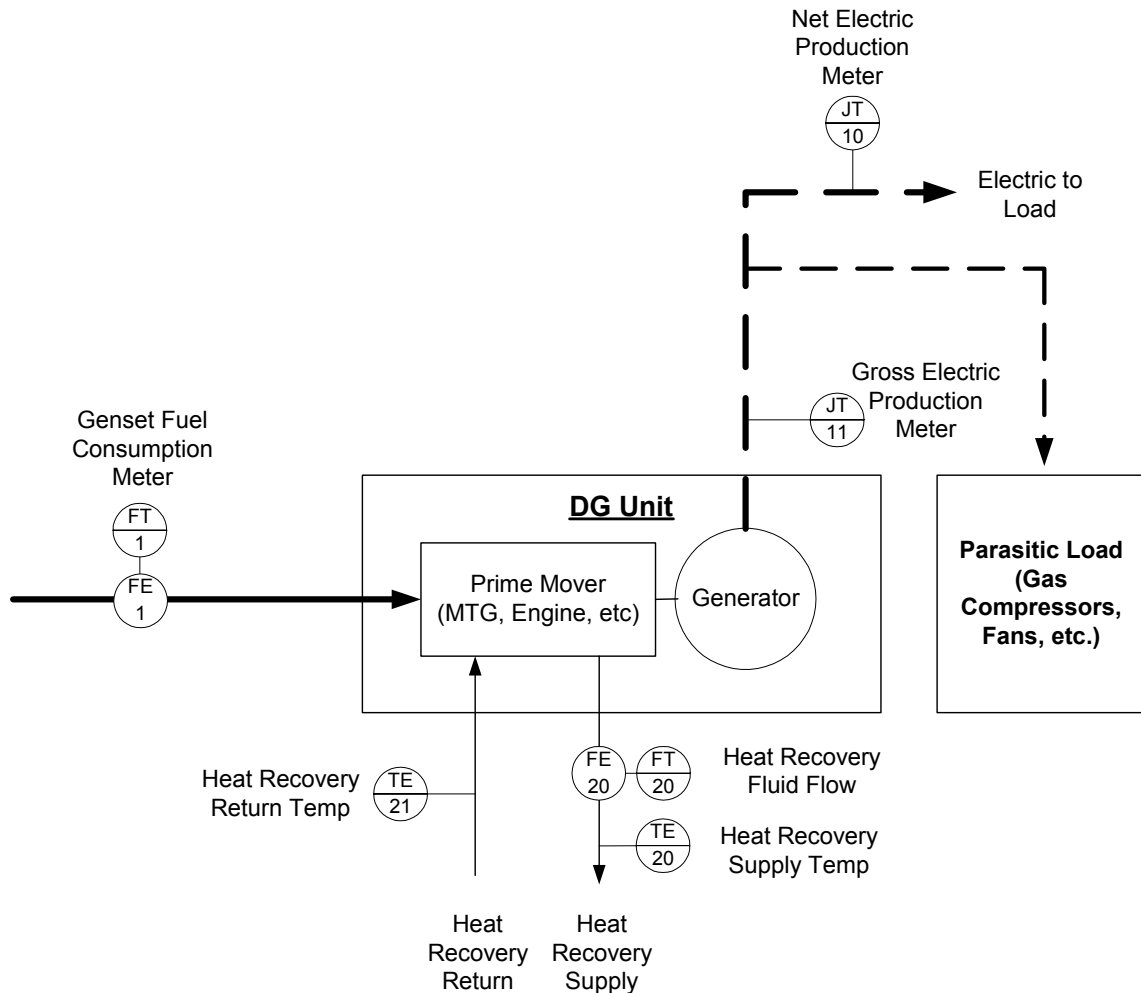 Net Electric
Production
Meter
JT
10
Electric to
Load
Gross Electric
Production
Meter
JT
11
Genset Fuel
Consumption
Meter
FT
1
FE
1
DG Unit
Prime Mover
(MTG, Engine, etc)
Generator
Parasitic Load
(Gas
Compressors,
Fans, etc.)
Heat Recovery
Return Temp
TE
21
FE
20
FT
20
Heat Recovery
Fluid Flow
TE
20
Heat Recovery
Supply Temp
Heat
Recovery
Return
Heat
Recovery
Supply